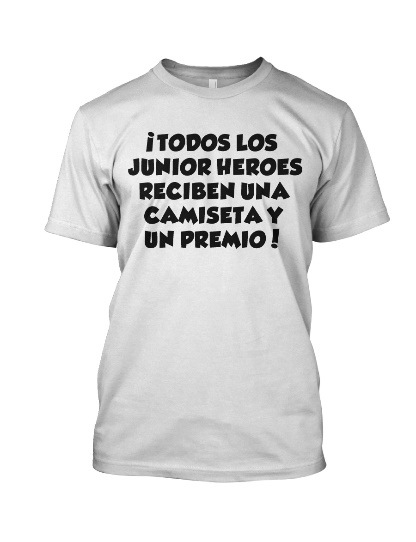 ¡TODOS LOS
JUNIOR HEROES
RECIBEN UNA
CAMISETA Y
UN PREMIO !